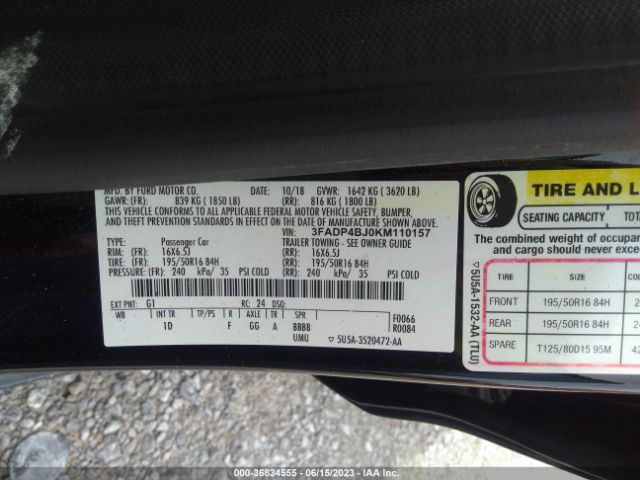 MFD. BY FORD MOTOR CO. DATE: 10/18 GVWR: 1642 KG ( 3620 LB)
GAWR: (FR): 839 KG ( 1850 LB) (RR): 816 KG ( 1800 LB)
THIS VEHICLE CONFORMS TO ALL APPLICABLE FEDERAL MOTOR VEHICLE SAFETY, BUMPER,
AND THEFT PREVENTION STANDARDS IN EFFECT ON THE DATE OF MANUFACTURE SHOWN ABOVE.
VIN: 3FADP4BJ0KM110157
TYPE: Passenger Car TRAILER TOWING - SEE OWNER GUIDE
RIM: (FR): 16X6.5J (RR): 16X6.5J
TIRE: (FR): 195/50R16 84H (RR): 195/50R16 84H
PRESSURE: (FR): 240 kPa/ 35 PSI COLD (RR): 240 kPa/ 35 PSI COLD
EXT PNT: G1 RC: 24 DSO:
WB INT TR TP/PS R AXLE TR SPR F0066
1D F GG A BBBB R0084
UMU ▽ 5U5A-3520472-AA
TIRE AND L
SEATING CAPACITY TOT
The combined weight of occupants
and cargo should never exceed
TIRE SIZE
FRONT 195/50R16 84H 2
REAR 195/50R16 84H 2
SPARE T125/80D15 95M 42
▽ 5U5A-1532-AA (TLU)
000-36834555 - 06/15/2023 - IAA Inc.